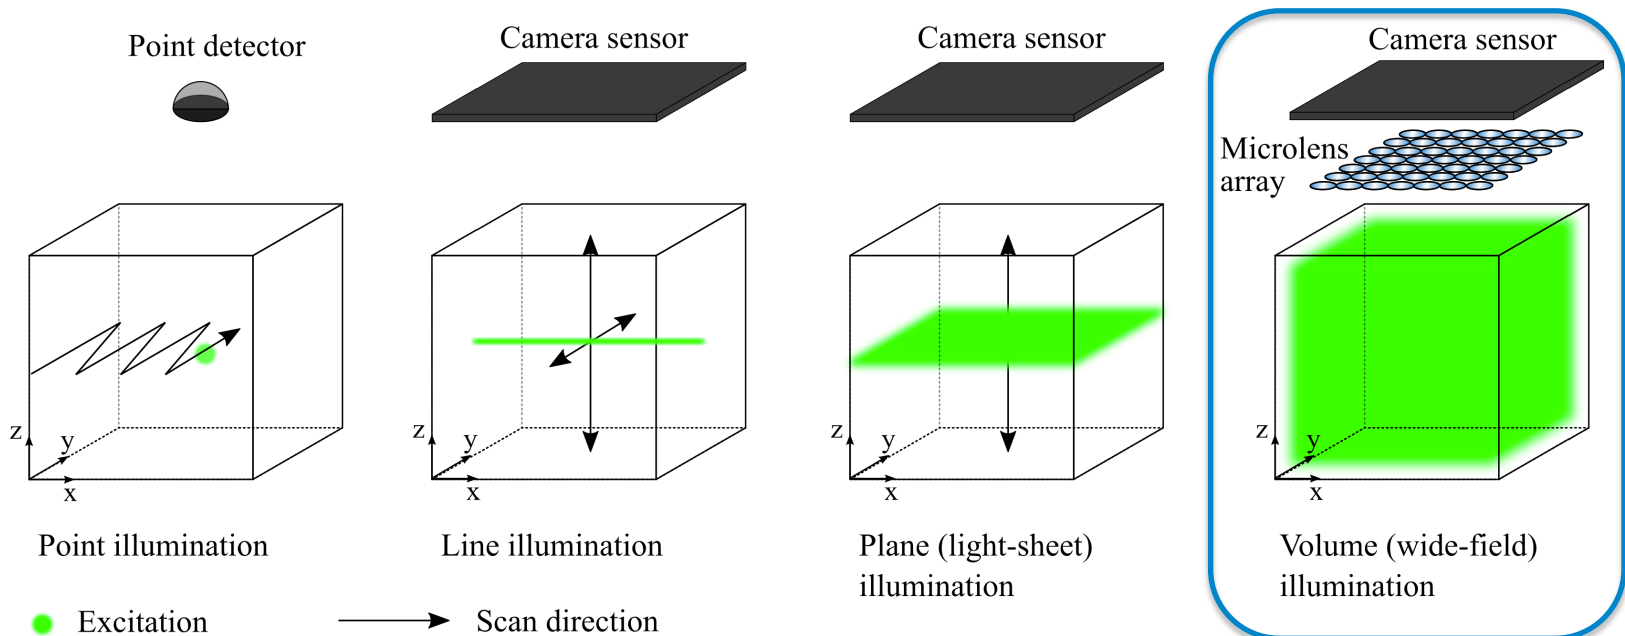 Point detector
Camera sensor
Camera sensor
Camera sensor
Microlens
array
z
y
x
z
y
x
z
y
x
z
y
x
Point illumination
Line illumination
Plane (light-sheet)
illumination
Volume (wide-field)
illumination
Excitation
Scan direction